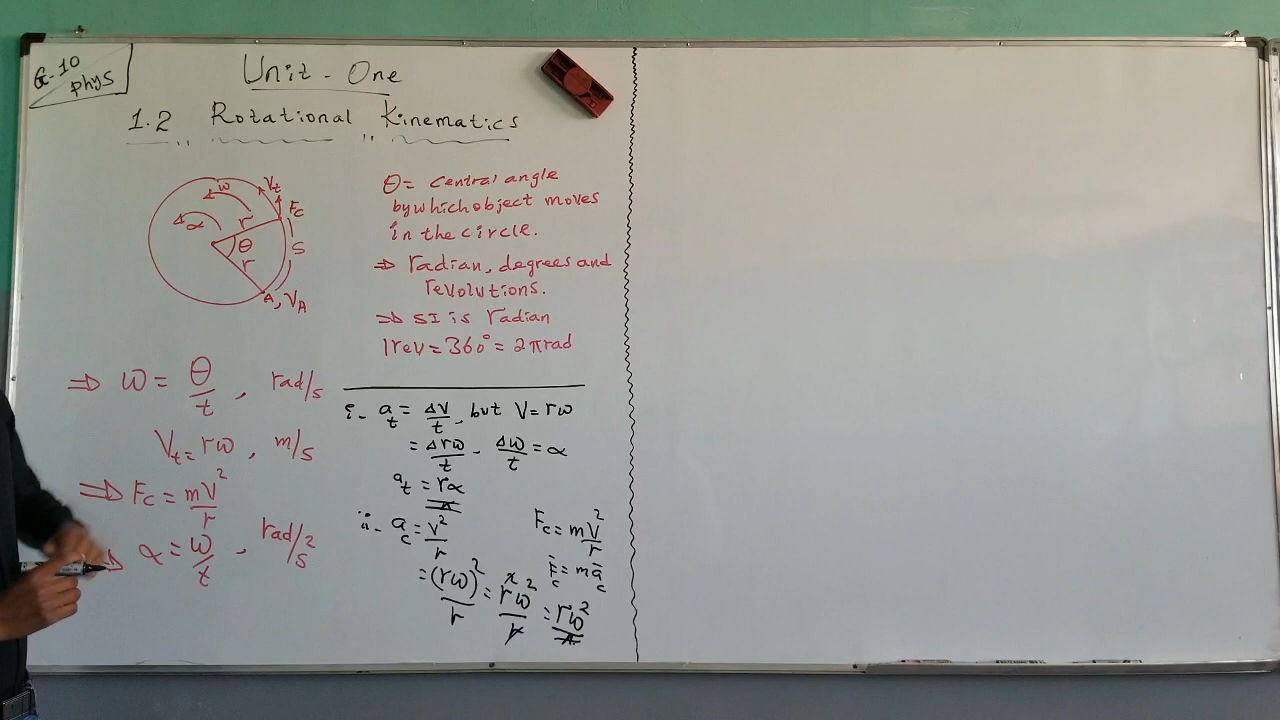 G-10
phys
Unit - One
1.2 Rotational Kinematics
ω
Vt
Fc
α
r
θ
S
r
A, VA
θ = central angle
by which object moves
in the circle.
⇒ radian, degrees and
revolutions.
⇒ SI is radian
1rev = 360° = 2πrad
⇒ ω = θ/t , rad/s
Vt = rω , m/s
⇒ Fc = mV²/r
⇒ α = ω/t , rad/s²
i- at = ΔV/t , but V = rω
= Δrω/t - Δω/t = α
at = rα
ii- ac = V²/r
= (rω)²/r = r²ω²/r = rω²
Fc = mV²/r
Fc = mac